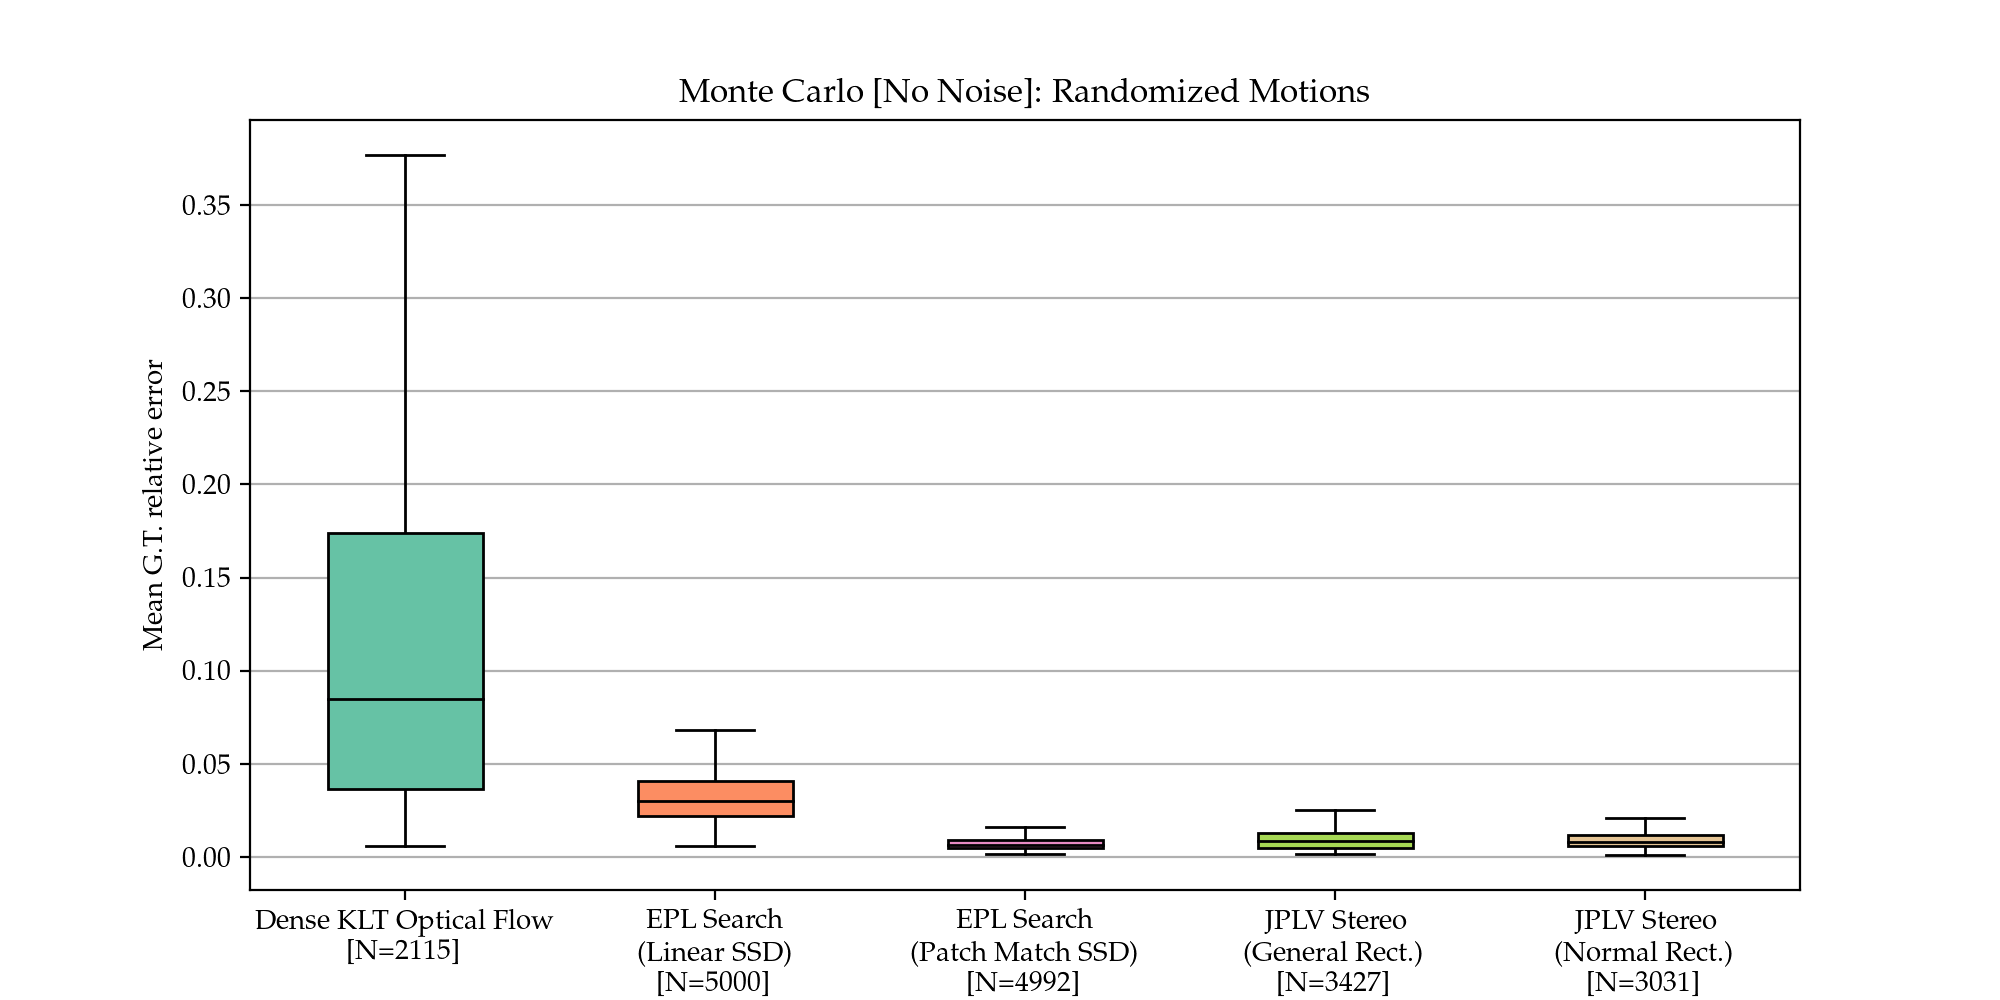 Monte Carlo [No Noise]: Randomized Motions
Mean G.T. relative error
0.35
0.30
0.25
0.20
0.15
0.10
0.05
0.00
Dense KLT Optical Flow
[N=2115]
EPL Search
(Linear SSD)
[N=5000]
EPL Search
(Patch Match SSD)
[N=4992]
JPLV Stereo
(General Rect.)
[N=3427]
JPLV Stereo
(Normal Rect.)
[N=3031]